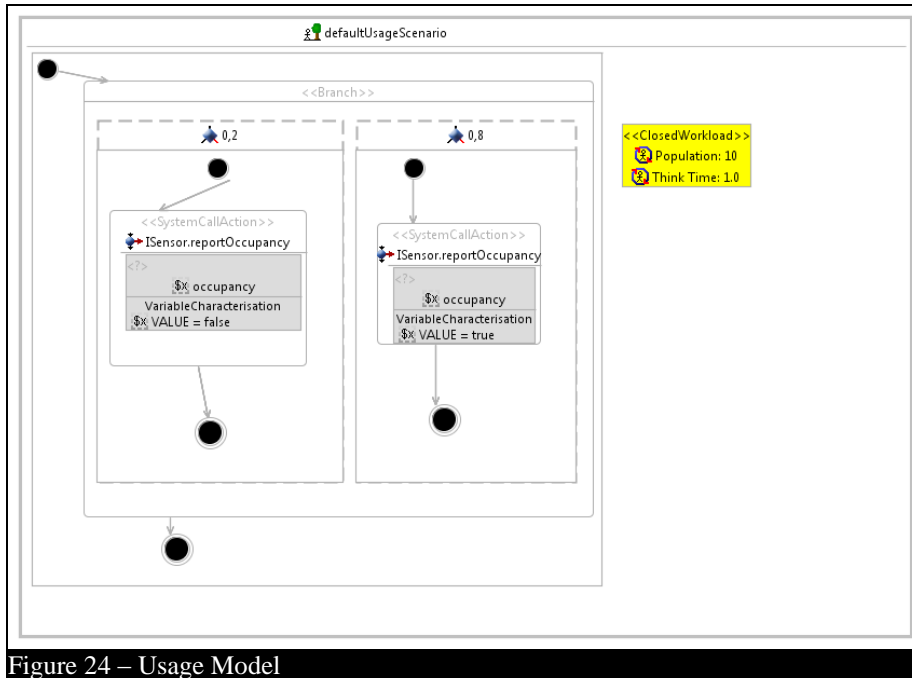 defaultUsageScenario
<<Branch>>
0,2
<<SystemCallAction>>
ISensor.reportOccupancy
<?>
$x occupancy
VariableCharacterisation
$x VALUE = false
0,8
<<SystemCallAction>>
ISensor.reportOccupancy
<?>
$x occupancy
VariableCharacterisation
$x VALUE = true
<<ClosedWorkload>>
Population: 10
Think Time: 1.0
Figure 24 – Usage Model